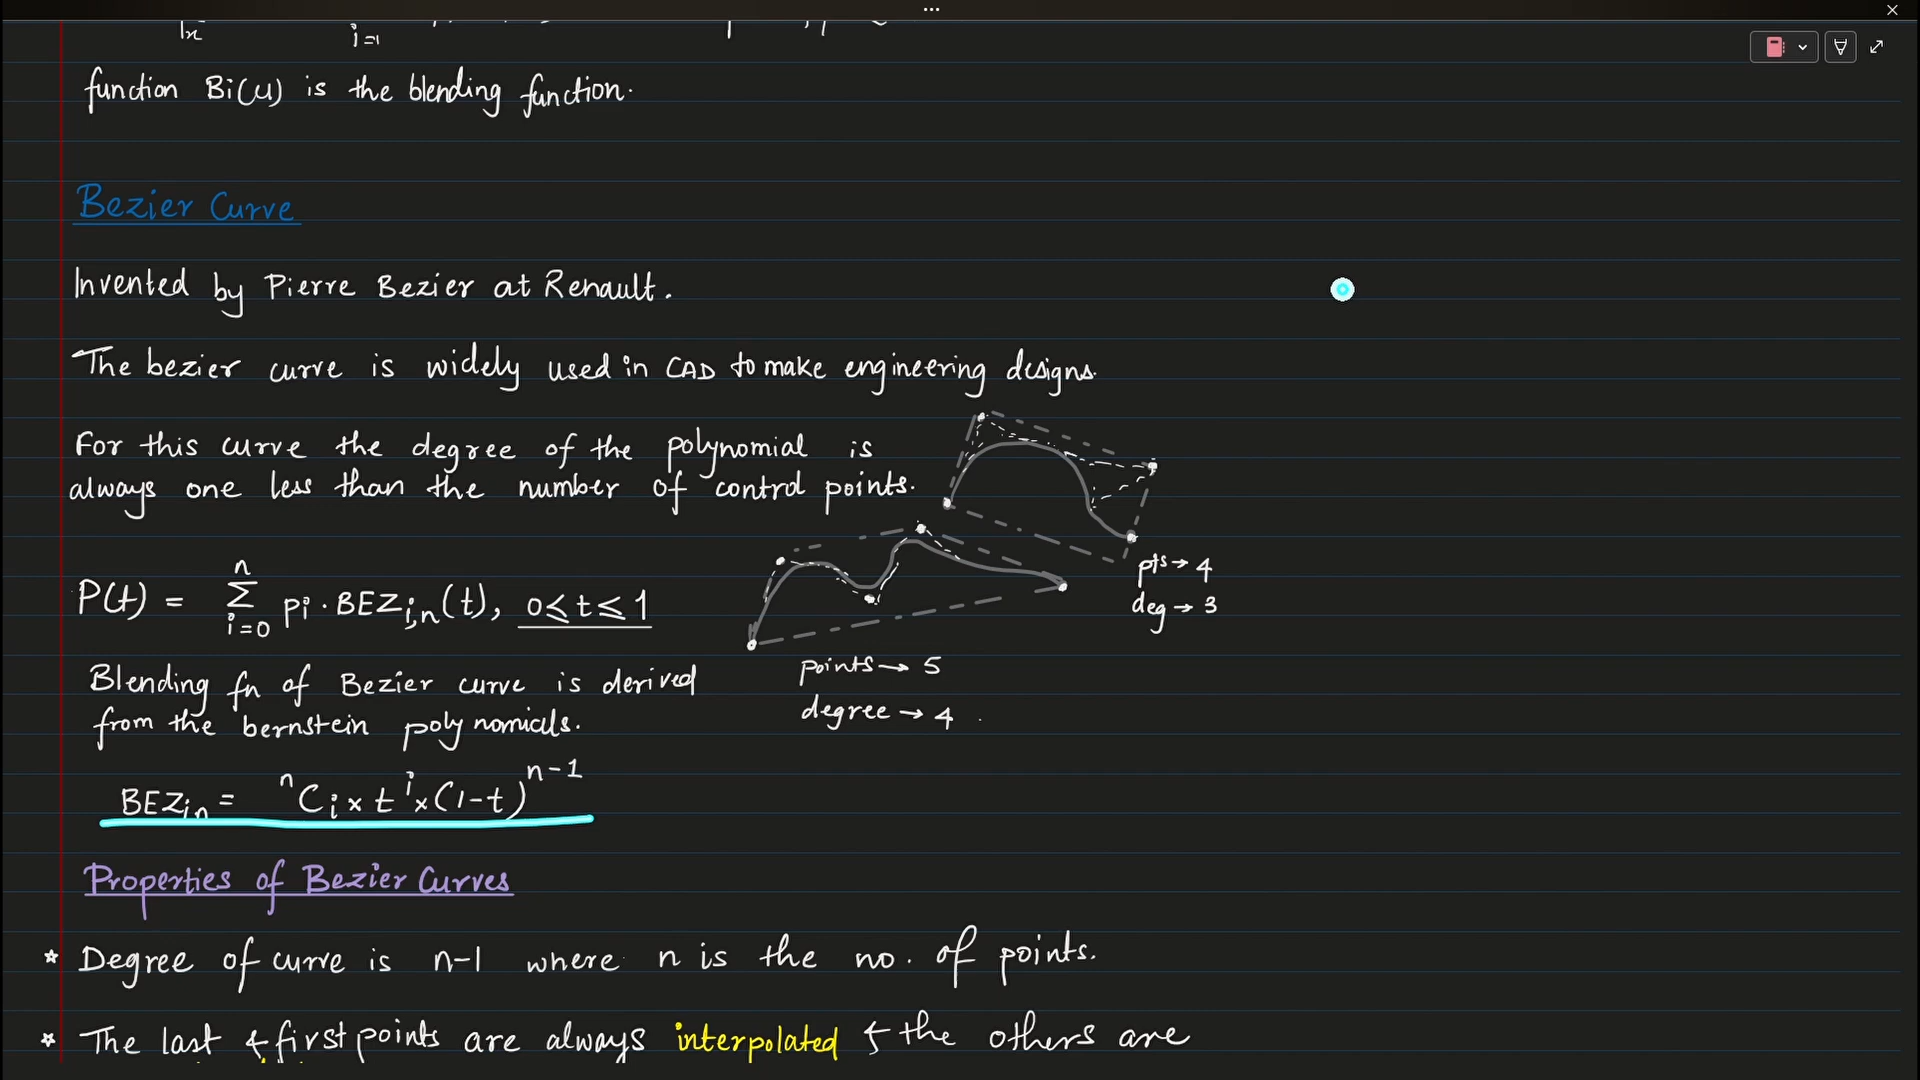 i=1
function Bi(u) is the blending function.
Bezier Curve
Invented by Pierre Bezier at Renault.
The bezier curve is widely used in CAD to make engineering designs.
For this curve the degree of the polynomial is
always one less than the number of control points.
pts → 4
deg → 3
P(t) = n Σ i=0 pi · BEZi,n(t), 0 ≤ t ≤ 1
points → 5
degree → 4
Blending fn of Bezier curve is derived
from the bernstein polynomials.
BEZin = ⁿCi × tⁱ × (1-t)ⁿ⁻¹
Properties of Bezier Curves
☆ Degree of curve is n-1 where n is the no. of points.
☆ The last & first points are always interpolated & the others are